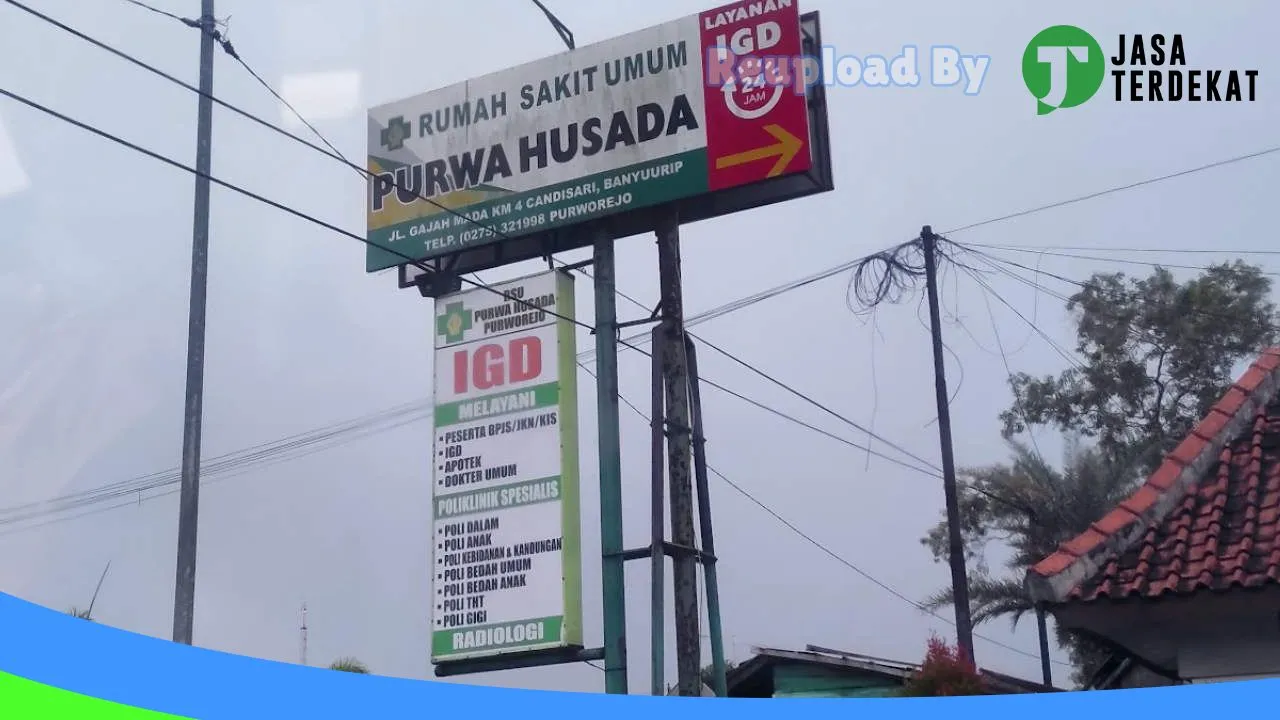 LAYANAN
IGD
24
JAM
RUMAH SAKIT UMUM
PURWA HUSADA
JL. GAJAH MADA KM 4 CANDISARI, BANYUURIP
TELP. (0275) 321998 PURWOREJO
Reupload By
JASA
TERDEKAT
RSU
PURWA HUSADA
PURWOREJO
IGD
MELAYANI
• PESERTA BPJS/JKN/KIS
• IGD
• APOTEK
• DOKTER UMUM
POLIKLINIK SPESIALIS
• POLI DALAM
• POLI ANAK
• POLI KEBIDANAN & KANDUNGAN
• POLI BEDAH UMUM
• POLI BEDAH ANAK
• POLI THT
• POLI GIGI
RADIOLOGI